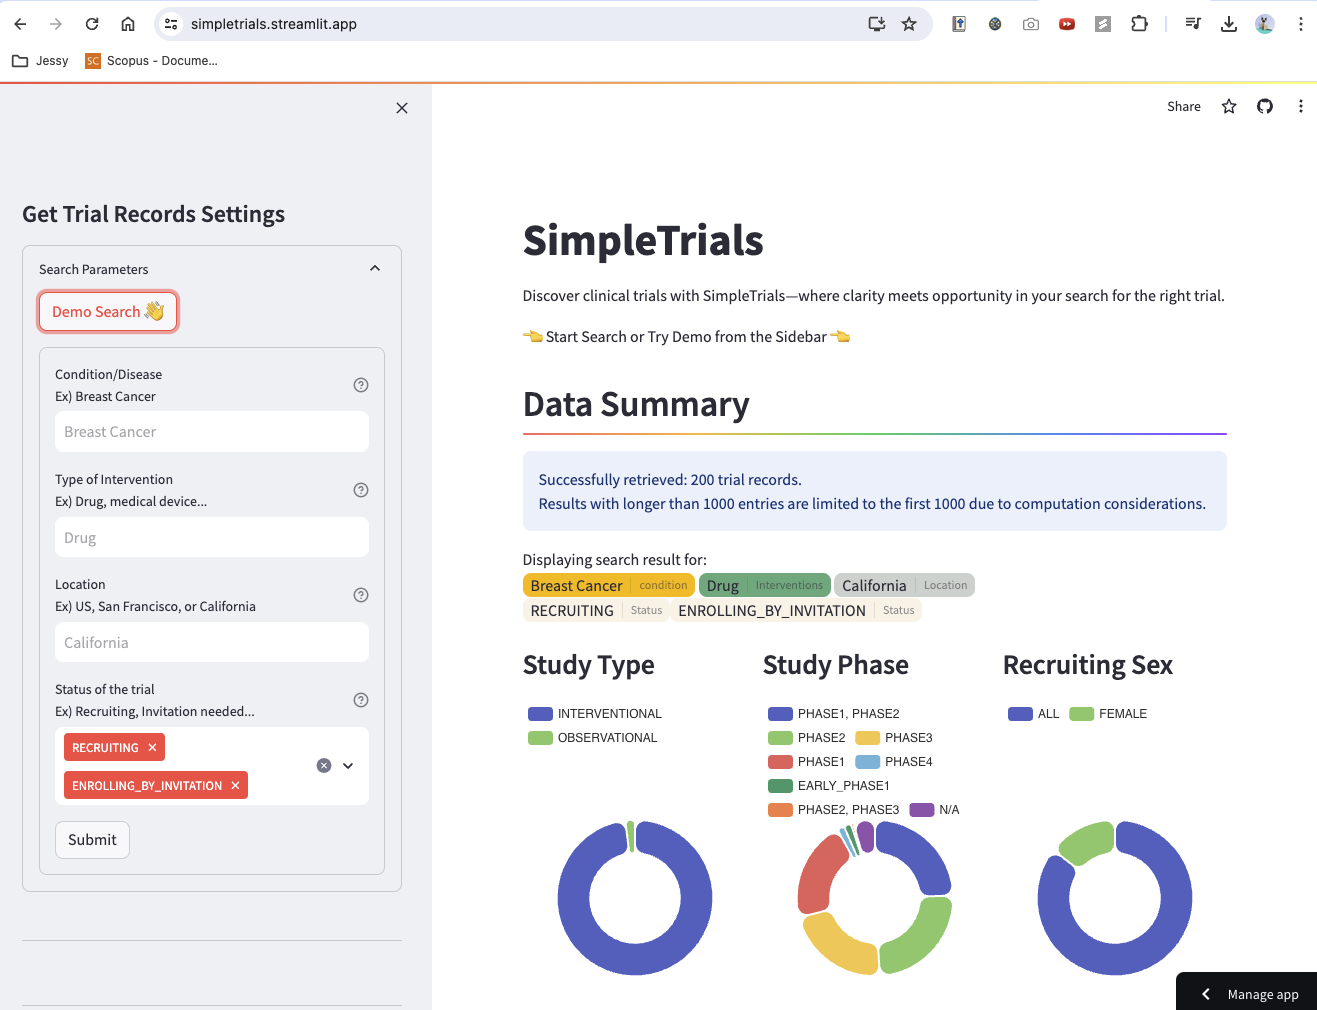 simpletrials.streamlit.app
Jessy
SC Scopus - Docume...
Share
Get Trial Records Settings
Search Parameters
Demo Search 👋
Condition/Disease
Ex) Breast Cancer
Breast Cancer
Type of Intervention
Ex) Drug, medical device...
Drug
Location
Ex) US, San Francisco, or California
California
Status of the trial
Ex) Recruiting, Invitation needed...
RECRUITING
ENROLLING_BY_INVITATION
Submit
SimpleTrials
Discover clinical trials with SimpleTrials—where clarity meets opportunity in your search for the right trial.
👈 Start Search or Try Demo from the Sidebar 👈
Data Summary
Successfully retrieved: 200 trial records.
Results with longer than 1000 entries are limited to the first 1000 due to computation considerations.
Displaying search result for:
Breast Cancer condition Drug Interventions California Location
RECRUITING Status ENROLLING_BY_INVITATION Status
Study Type
INTERVENTIONAL
OBSERVATIONAL
Study Phase
PHASE1, PHASE2
PHASE2 PHASE3
PHASE1 PHASE4
EARLY_PHASE1
PHASE2, PHASE3 N/A
Recruiting Sex
ALL FEMALE
Manage app